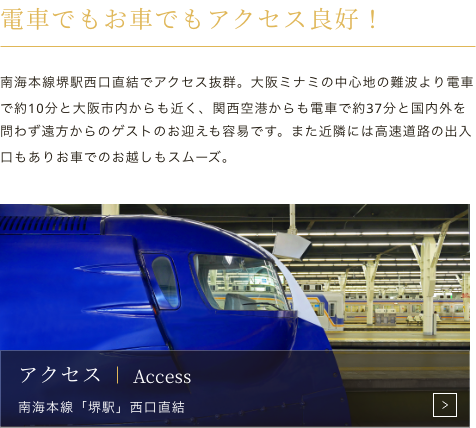 電車でもお車でもアクセス良好！
南海本線堺駅西口直結でアクセス抜群。大阪ミナミの中心地の難波より電車
で約10分と大阪市内からも近く、関西空港からも電車で約37分と国内外を
問わず遠方からのゲストのお迎えも容易です。また近隣には高速道路の出入
口もありお車でのお越しもスムーズ。
アクセス | Access
南海本線「堺駅」西口直結